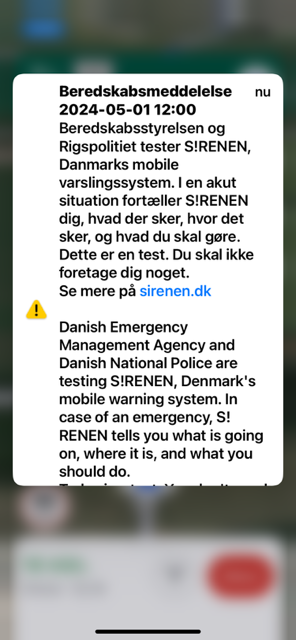 Beredskabsmeddelelse
nu
2024-05-01 12:00
Beredskabsstyrelsen og
Rigspolitiet tester S!RENEN,
Danmarks mobile
varslingssystem. I en akut
situation fortæller S!RENEN
dig, hvad der sker, hvor det
sker, og hvad du skal gøre.
Dette er en test. Du skal ikke
foretage dig noget.
Se mere på sirenen.dk
Danish Emergency
Management Agency and
Danish National Police are
testing S!RENEN, Denmark's
mobile warning system. In
case of an emergency, S!
RENEN tells you what is going
on, where it is, and what you
should do.